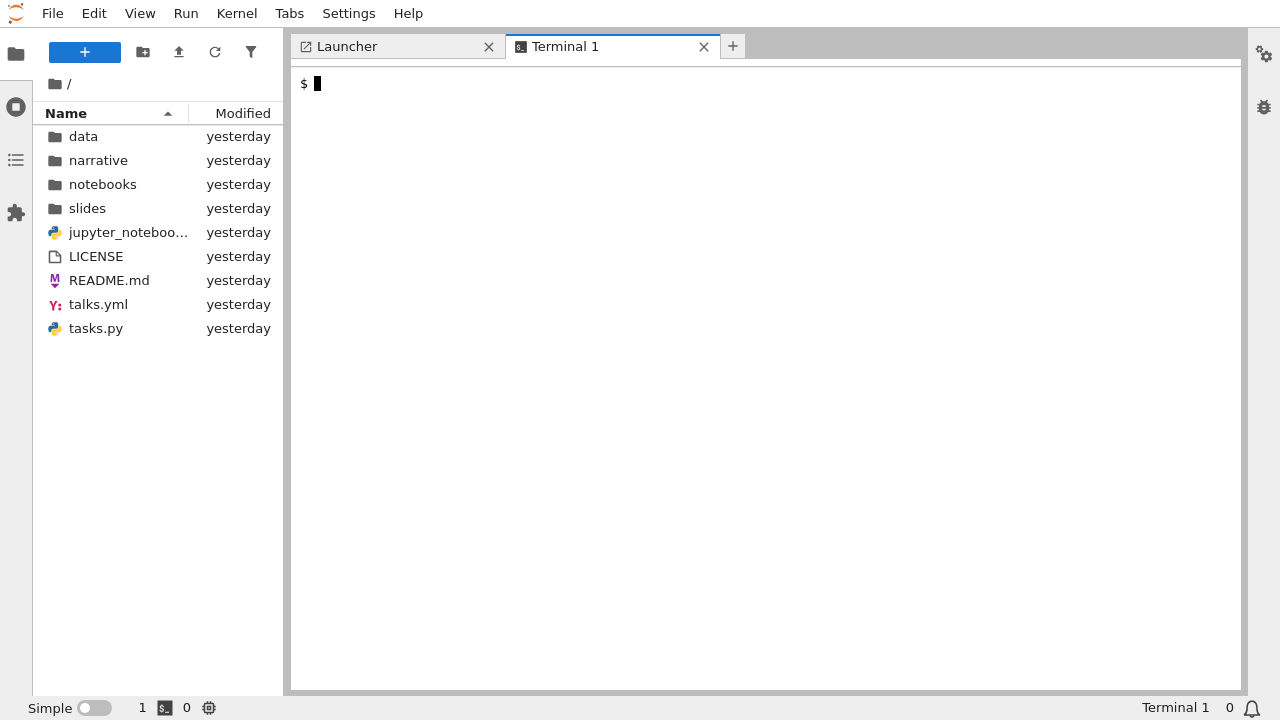 File Edit View Run Kernel Tabs Settings Help
Launcher
Terminal 1
/
Name Modified
data yesterday
narrative yesterday
notebooks yesterday
slides yesterday
jupyter_noteboo… yesterday
LICENSE yesterday
README.md yesterday
talks.yml yesterday
tasks.py yesterday
$
Simple 1 0 Terminal 1 0